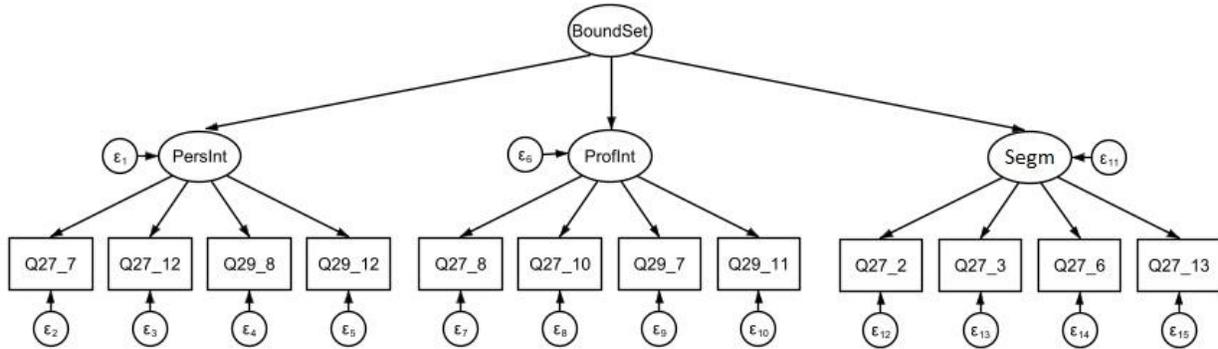 BoundSet
ε1 PersInt ε6 ProfInt Segm ε11
Q27_7 Q27_12 Q29_8 Q29_12 Q27_8 Q27_10 Q29_7 Q29_11 Q27_2 Q27_3 Q27_6 Q27_13
ε2 ε3 ε4 ε5 ε7 ε8 ε9 ε10 ε12 ε13 ε14 ε15